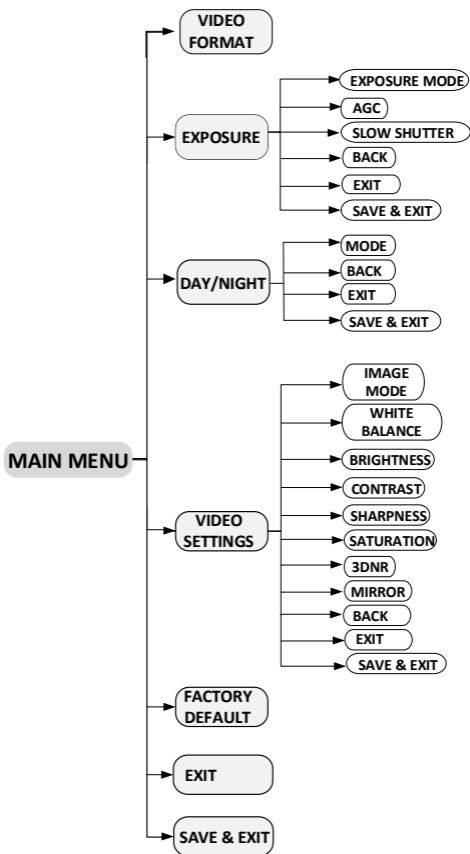 VIDEO
FORMAT
EXPOSURE MODE
AGC
SLOW SHUTTER
EXPOSURE
BACK
EXIT
SAVE & EXIT
MODE
BACK
DAY/NIGHT
EXIT
SAVE & EXIT
IMAGE
MODE
WHITE
BALANCE
MAIN MENU
BRIGHTNESS
CONTRAST
SHARPNESS
VIDEO
SETTINGS
SATURATION
3DNR
MIRROR
BACK
EXIT
SAVE & EXIT
FACTORY
DEFAULT
EXIT
SAVE & EXIT